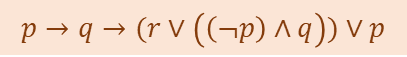 p → q → (r ∨ ((¬p) ∧ q)) ∨ p